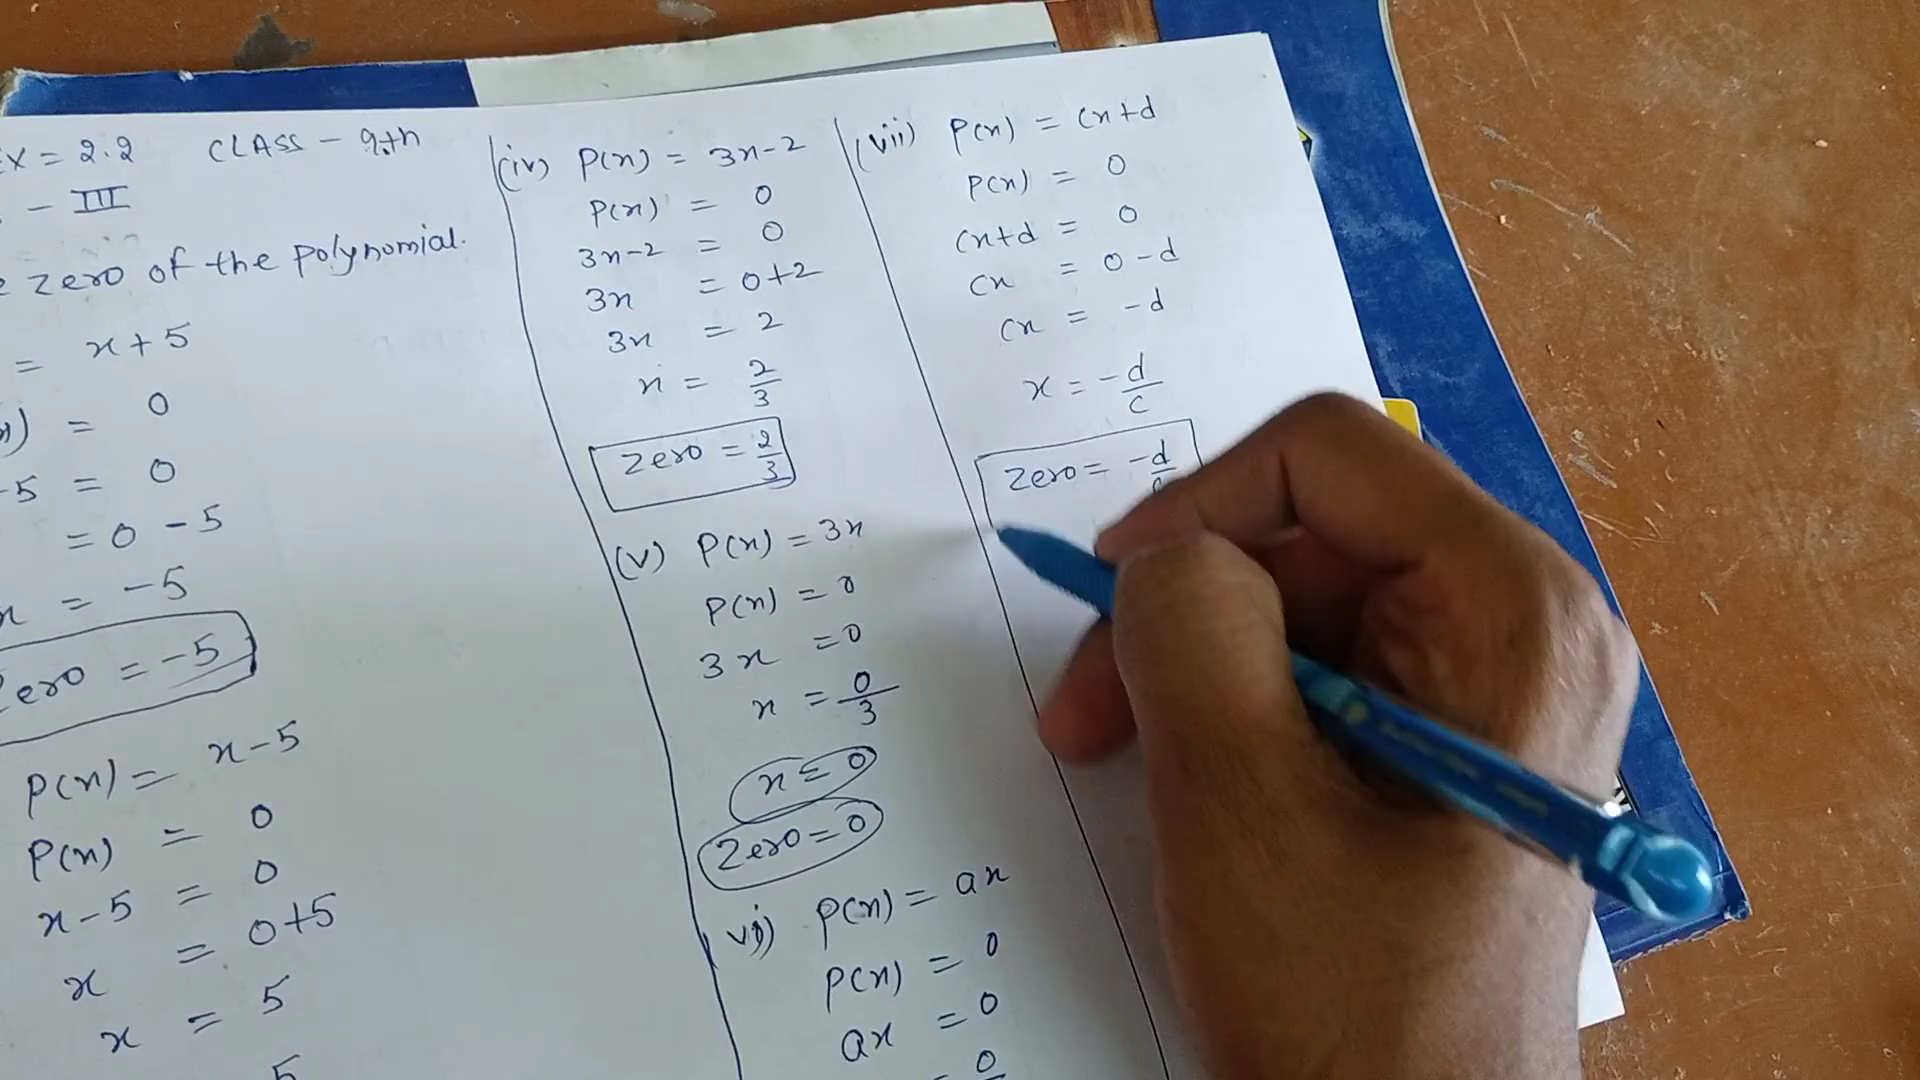 EX = 2.2 CLASS - 9th
- III
zero of the polynomial.
= x + 5
= 0
-5 = 0
= 0 - 5
x = -5
Zero = -5
P(x) = x - 5
P(x) = 0
x - 5 = 0
x = 0 + 5
x = 5
5
(iv) P(x) = 3x - 2
P(x) = 0
3x - 2 = 0
3x = 0 + 2
3x = 2
x = 2/3
Zero = 2/3
(v) P(x) = 3x
P(x) = 0
3x = 0
x = 0/3
x = 0
Zero = 0
vi) P(x) = ax
P(x) = 0
ax = 0
= 0
(vii) P(x) = cx + d
P(x) = 0
cx + d = 0
cx = 0 - d
cx = -d
x = -d/c
Zero = -d